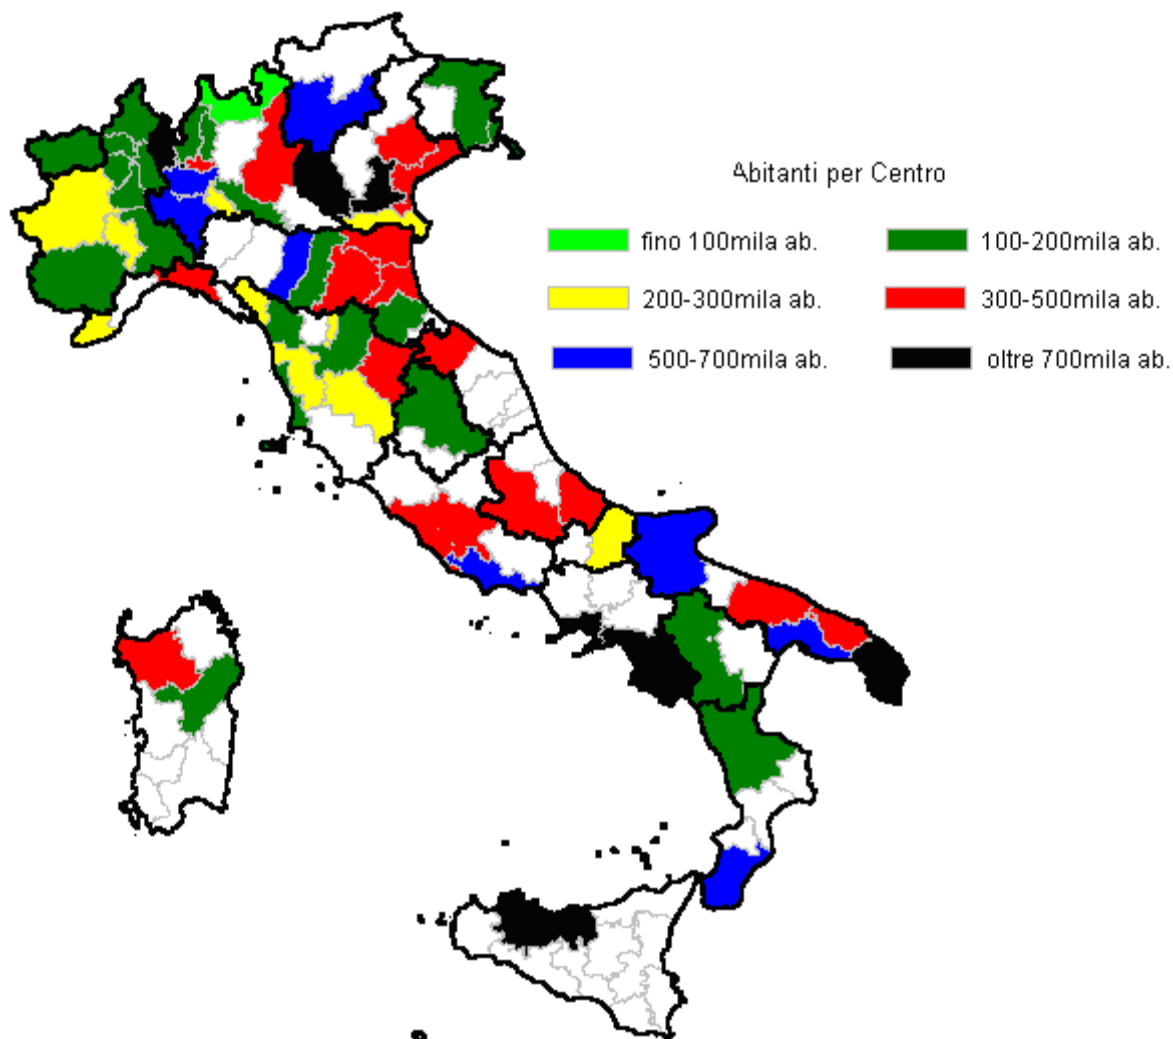 Abitanti per Centro
fino 100mila ab.
100-200mila ab.
200-300mila ab.
300-500mila ab.
500-700mila ab.
oltre 700mila ab.